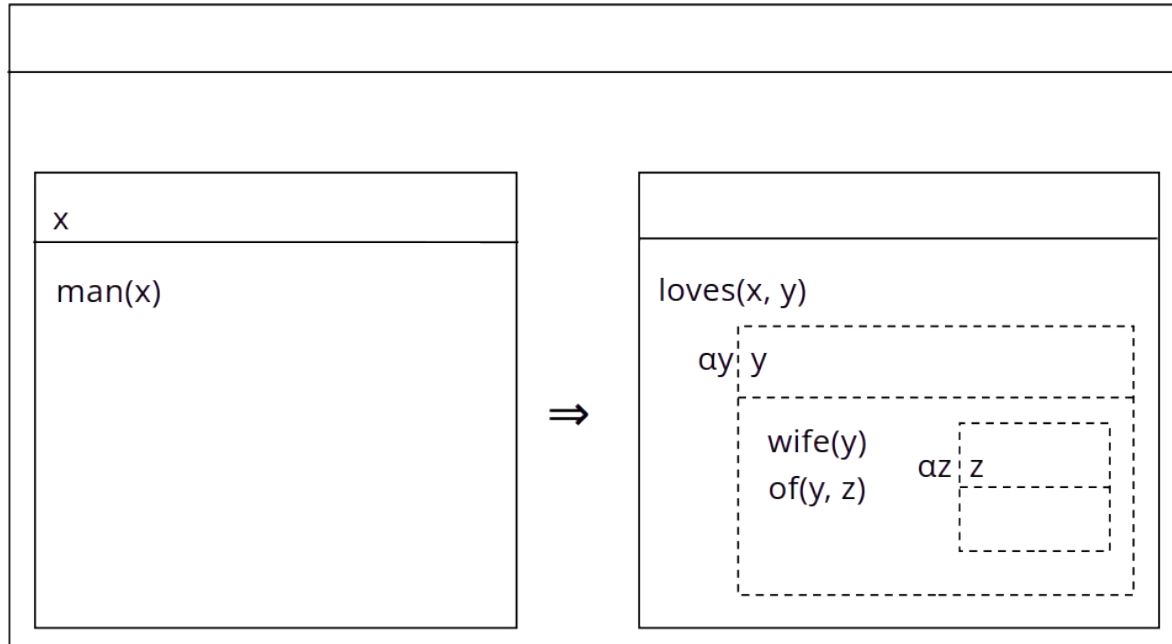 x
man(x)
⇒
loves(x, y)
αy y
wife(y)
of(y, z)
αz z